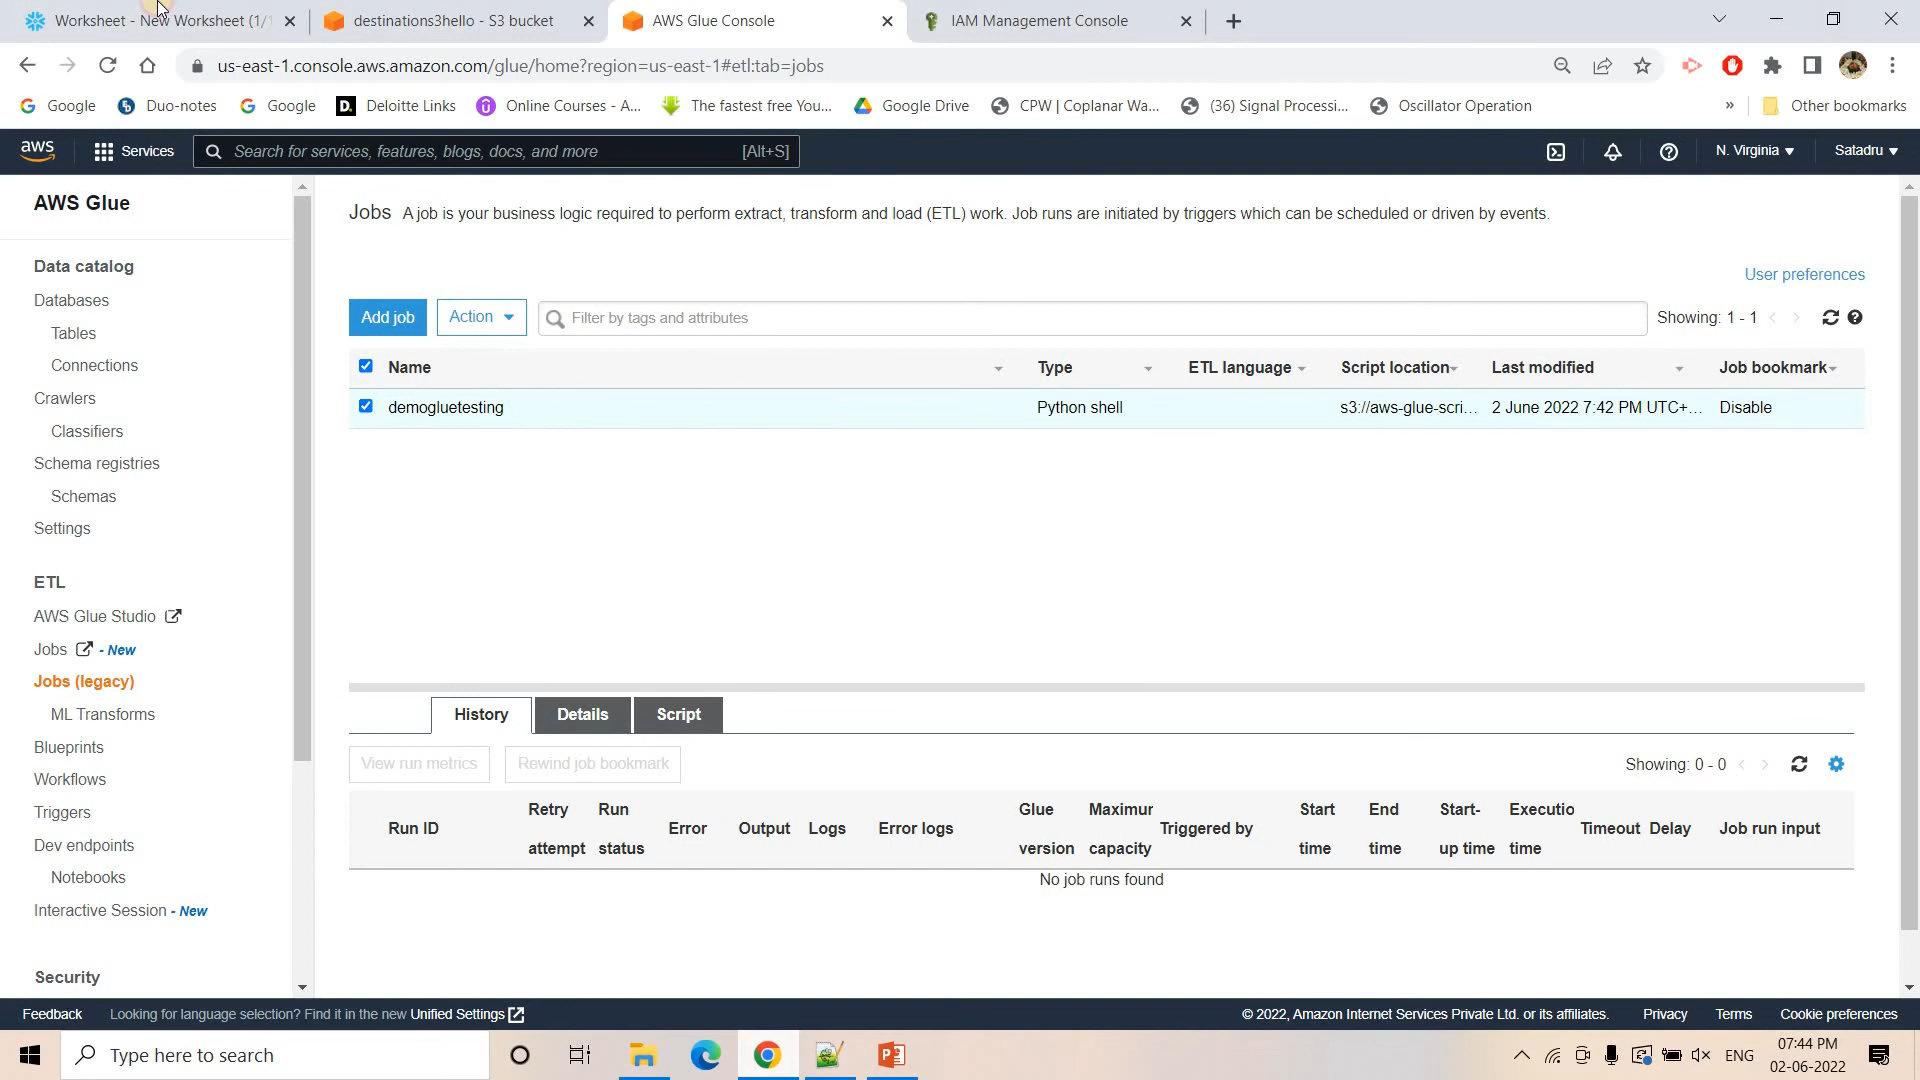 Worksheet - New Worksheet (1/1
destinations3hello - S3 bucket
AWS Glue Console
IAM Management Console
us-east-1.console.aws.amazon.com/glue/home?region=us-east-1#etl:tab=jobs
Google
Duo-notes
Google
Deloitte Links
Online Courses - A...
The fastest free You...
Google Drive
CPW | Coplanar Wa...
(36) Signal Processi...
Oscillator Operation
»
Other bookmarks
aws
Services
Search for services, features, blogs, docs, and more
[Alt+S]
N. Virginia
Satadru
AWS Glue
Data catalog
Databases
Tables
Connections
Crawlers
Classifiers
Schema registries
Schemas
Settings
ETL
AWS Glue Studio
Jobs - New
Jobs (legacy)
ML Transforms
Blueprints
Workflows
Triggers
Dev endpoints
Notebooks
Interactive Session - New
Security
Jobs A job is your business logic required to perform extract, transform and load (ETL) work. Job runs are initiated by triggers which can be scheduled or driven by events.
User preferences
Add job
Action
Filter by tags and attributes
Showing: 1 - 1
Name
Type
ETL language
Script location
Last modified
Job bookmark
demogluetesting
Python shell
s3://aws-glue-scri...
2 June 2022 7:42 PM UTC+...
Disable
History
Details
Script
View run metrics
Rewind job bookmark
Showing: 0 - 0
Run ID
Retry attempt
Run status
Error
Output
Logs
Error logs
Glue version
Maximur capacity
Triggered by
Start time
End time
Start-up time
Executio time
Timeout
Delay
Job run input
No job runs found
Feedback
Looking for language selection? Find it in the new Unified Settings
© 2022, Amazon Internet Services Private Ltd. or its affiliates.
Privacy
Terms
Cookie preferences
Type here to search
ENG
07:44 PM
02-06-2022